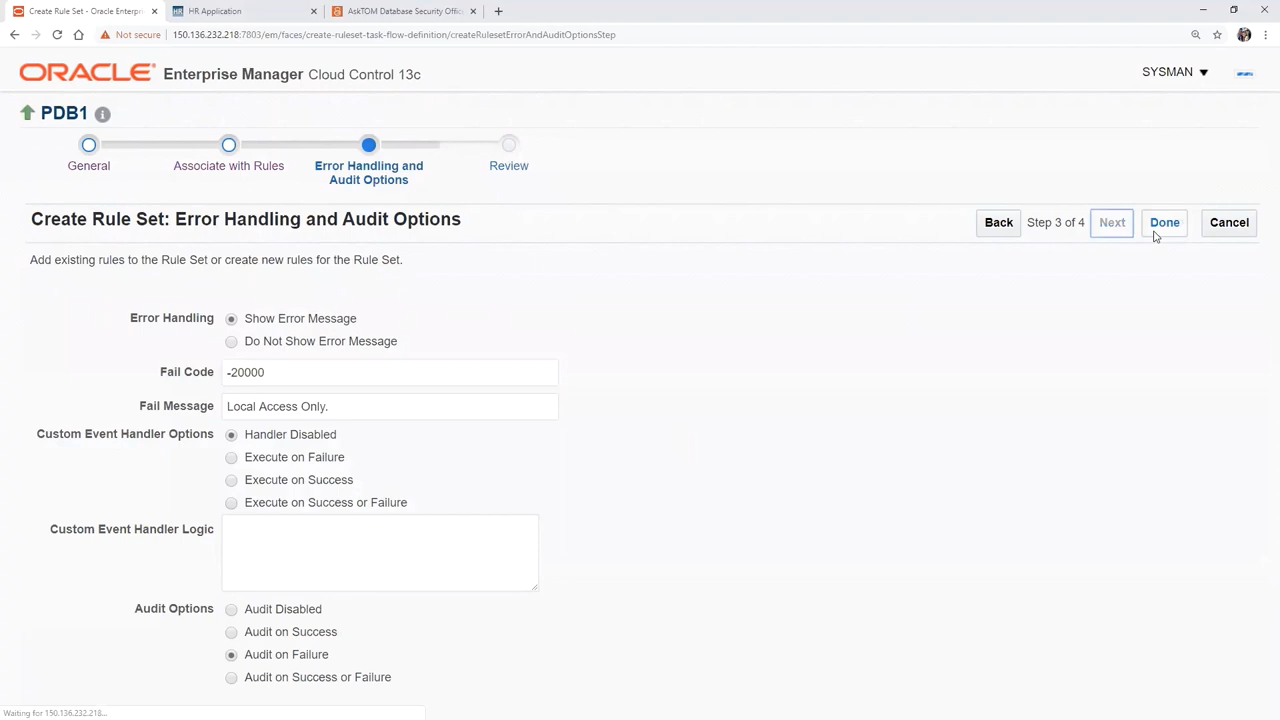 Create Rule Set - Oracle Enterpri
HR Application
AskTOM Database Security Offic
Not secure
150.136.232.218:7803/em/faces/create-ruleset-task-flow-definition/createRulesetErrorAndAuditOptionsStep
ORACLE Enterprise Manager Cloud Control 13c
SYSMAN
PDB1
General
Associate with Rules
Error Handling and
Audit Options
Review
Create Rule Set: Error Handling and Audit Options
Back
Step 3 of 4
Next
Done
Cancel
Add existing rules to the Rule Set or create new rules for the Rule Set.
Error Handling
Show Error Message
Do Not Show Error Message
Fail Code
-20000
Fail Message
Local Access Only.
Custom Event Handler Options
Handler Disabled
Execute on Failure
Execute on Success
Execute on Success or Failure
Custom Event Handler Logic
Audit Options
Audit Disabled
Audit on Success
Audit on Failure
Audit on Success or Failure
Waiting for 150.136.232.218...